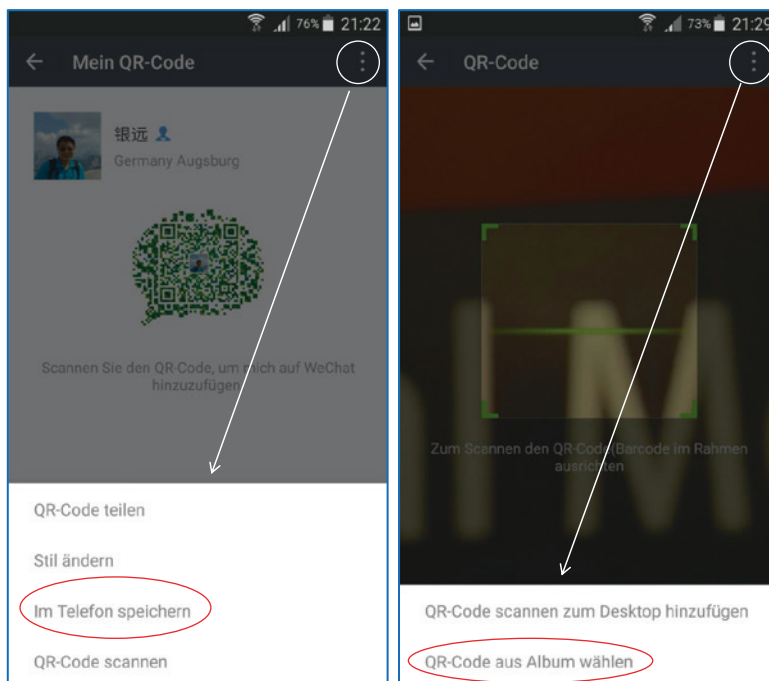 76% 21:22
Mein QR-Code
银远
Germany Augsburg
Scannen Sie den QR-Code, um mich auf WeChat
hinzuzufügen
QR-Code teilen
Stil ändern
Im Telefon speichern
QR-Code scannen
73% 21:29
QR-Code
Zum Scannen den QR-Code/Barcode im Rahmen
ausrichten
QR-Code scannen zum Desktop hinzufügen
QR-Code aus Album wählen